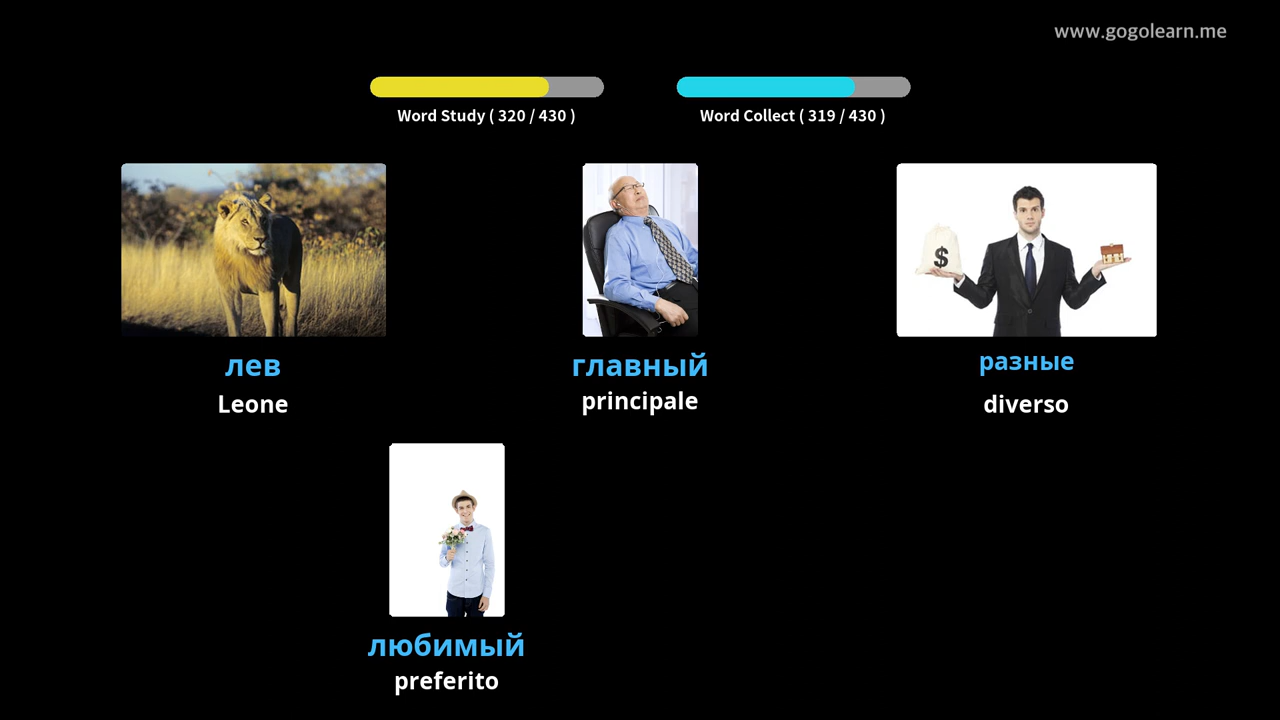 www.gogolearn.me
Word Study ( 320 / 430 )
Word Collect ( 319 / 430 )
лев
Leone
главный
principale
разные
diverso
$
любимый
preferito